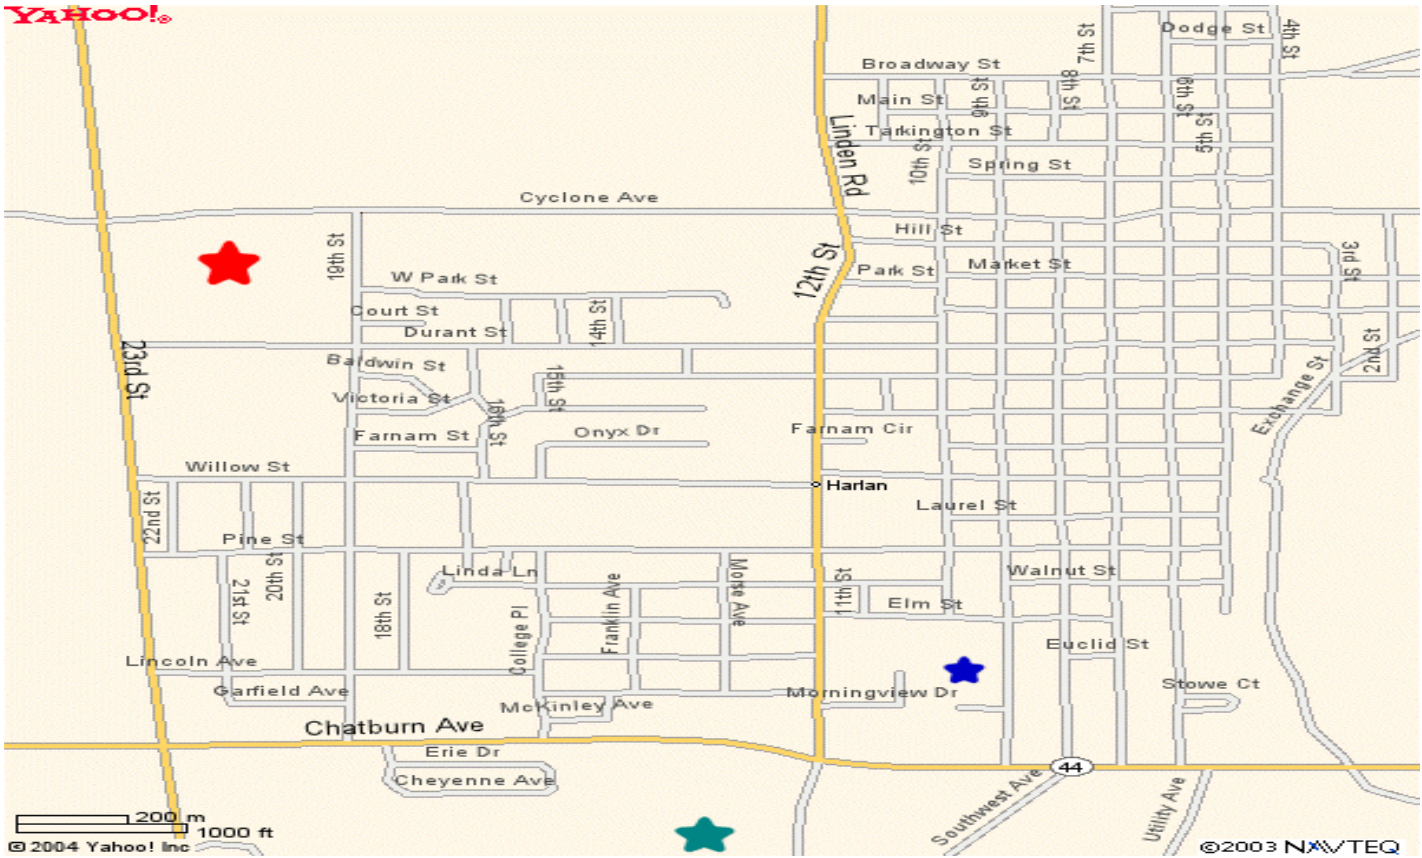 YAHOO!®
Dodge St
4th St
7th St
Broadway St
8th St
9th St
6th St
Main St
5th St
Tarkington St
Linden Rd
10th St
Spring St
Cyclone Ave
Hill St
19th St
3rd St
12th St
Park St
Market St
W Park St
Court St
14th St
Durant St
2nd St
23rd St
Baldwin St
15th St
Exchange St
Victoria St
16th St
Farnam St
Onyx Dr
Farnam Cir
Willow St
Harlan
22nd St
Laurel St
Pine St
20th St
Linda Ln
Walnut St
21st St
18th St
Franklin Ave
Morse Ave
11th St
Elm St
College Pl
Euclid St
Lincoln Ave
Garfield Ave
Morningview Dr
Stowe Ct
McKinley Ave
Chatburn Ave
Erie Dr
44
Cheyenne Ave
Southwest Ave
Utility Ave
200 m
1000 ft
© 2004 Yahoo! Inc
©2003 NAVTEQ